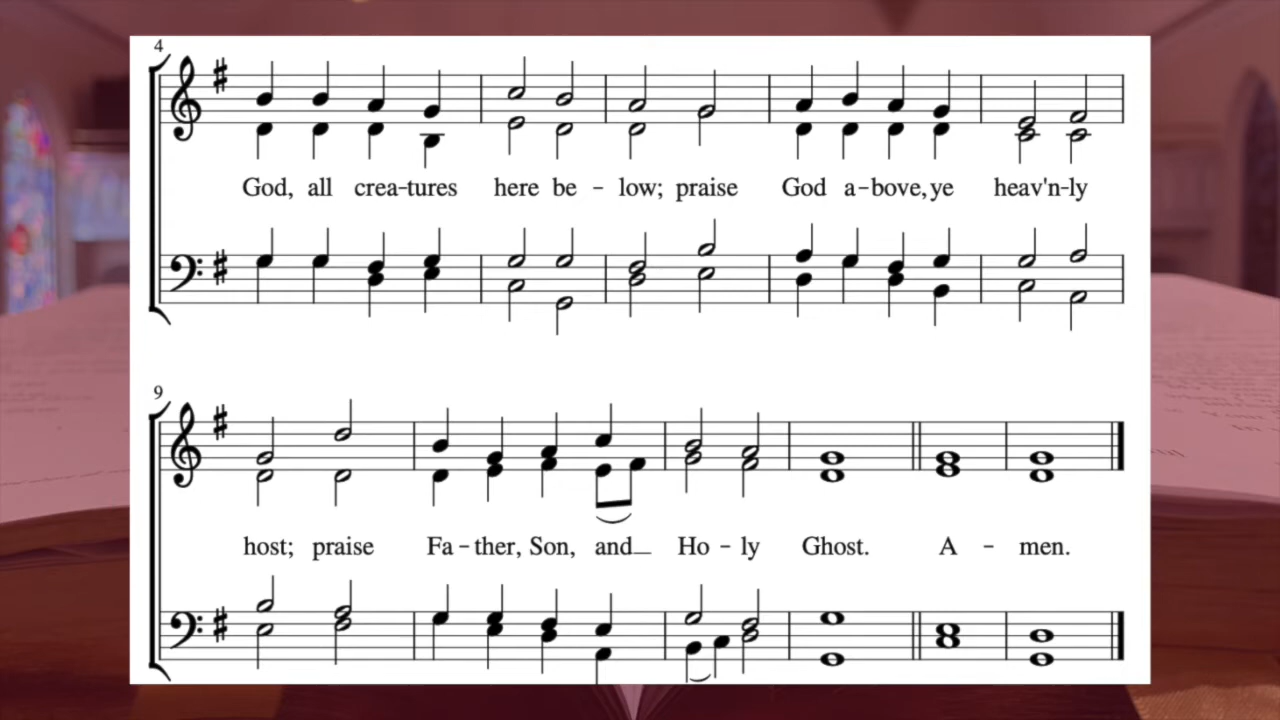 4
God, all crea-tures here be - low; praise God a-bove, ye heav'n-ly
9
host; praise Fa-ther, Son, and_ Ho - ly Ghost. A - men.